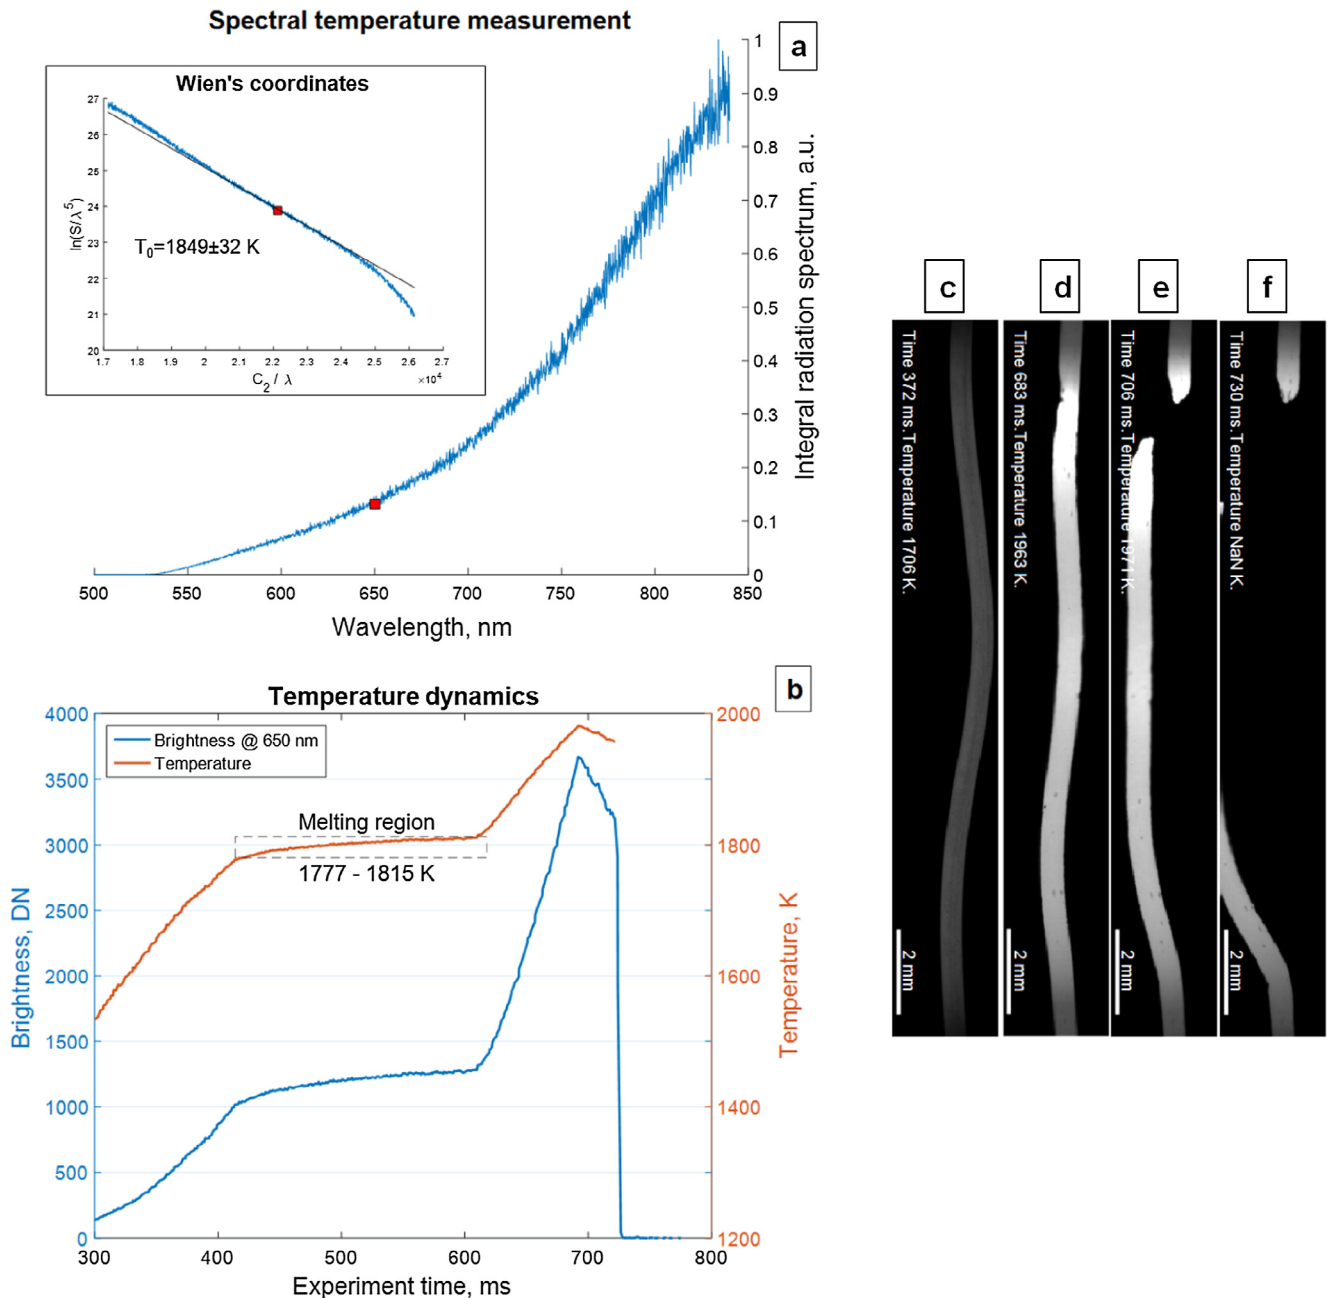 Spectral temperature measurement
a
Wien's coordinates
27
26
25
24
23
22
21
20
ln(S/λ⁵)
T₀=1849±32 K
1.7 1.8 1.9 2 2.1 2.2 2.3 2.4 2.5 2.6 2.7
C₂ / λ
×10⁴
1
0.9
0.8
0.7
0.6
0.5
0.4
0.3
0.2
0.1
0
Integral radiation spectrum, a.u.
500 550 600 650 700 750 800 850
Wavelength, nm
b
Temperature dynamics
4000
3500
3000
2500
2000
1500
1000
500
0
Brightness, DN
Brightness @ 650 nm
Temperature
Melting region
1777 - 1815 K
2000
1800
1600
1400
1200
Temperature, K
300 400 500 600 700 800
Experiment time, ms
c
Time 372 ms.Temperature 1706 K.
2 mm
d
Time 683 ms.Temperature 1963 K.
2 mm
e
Time 706 ms.Temperature 1971 K.
2 mm
f
Time 730 ms.Temperature NaN K.
2 mm